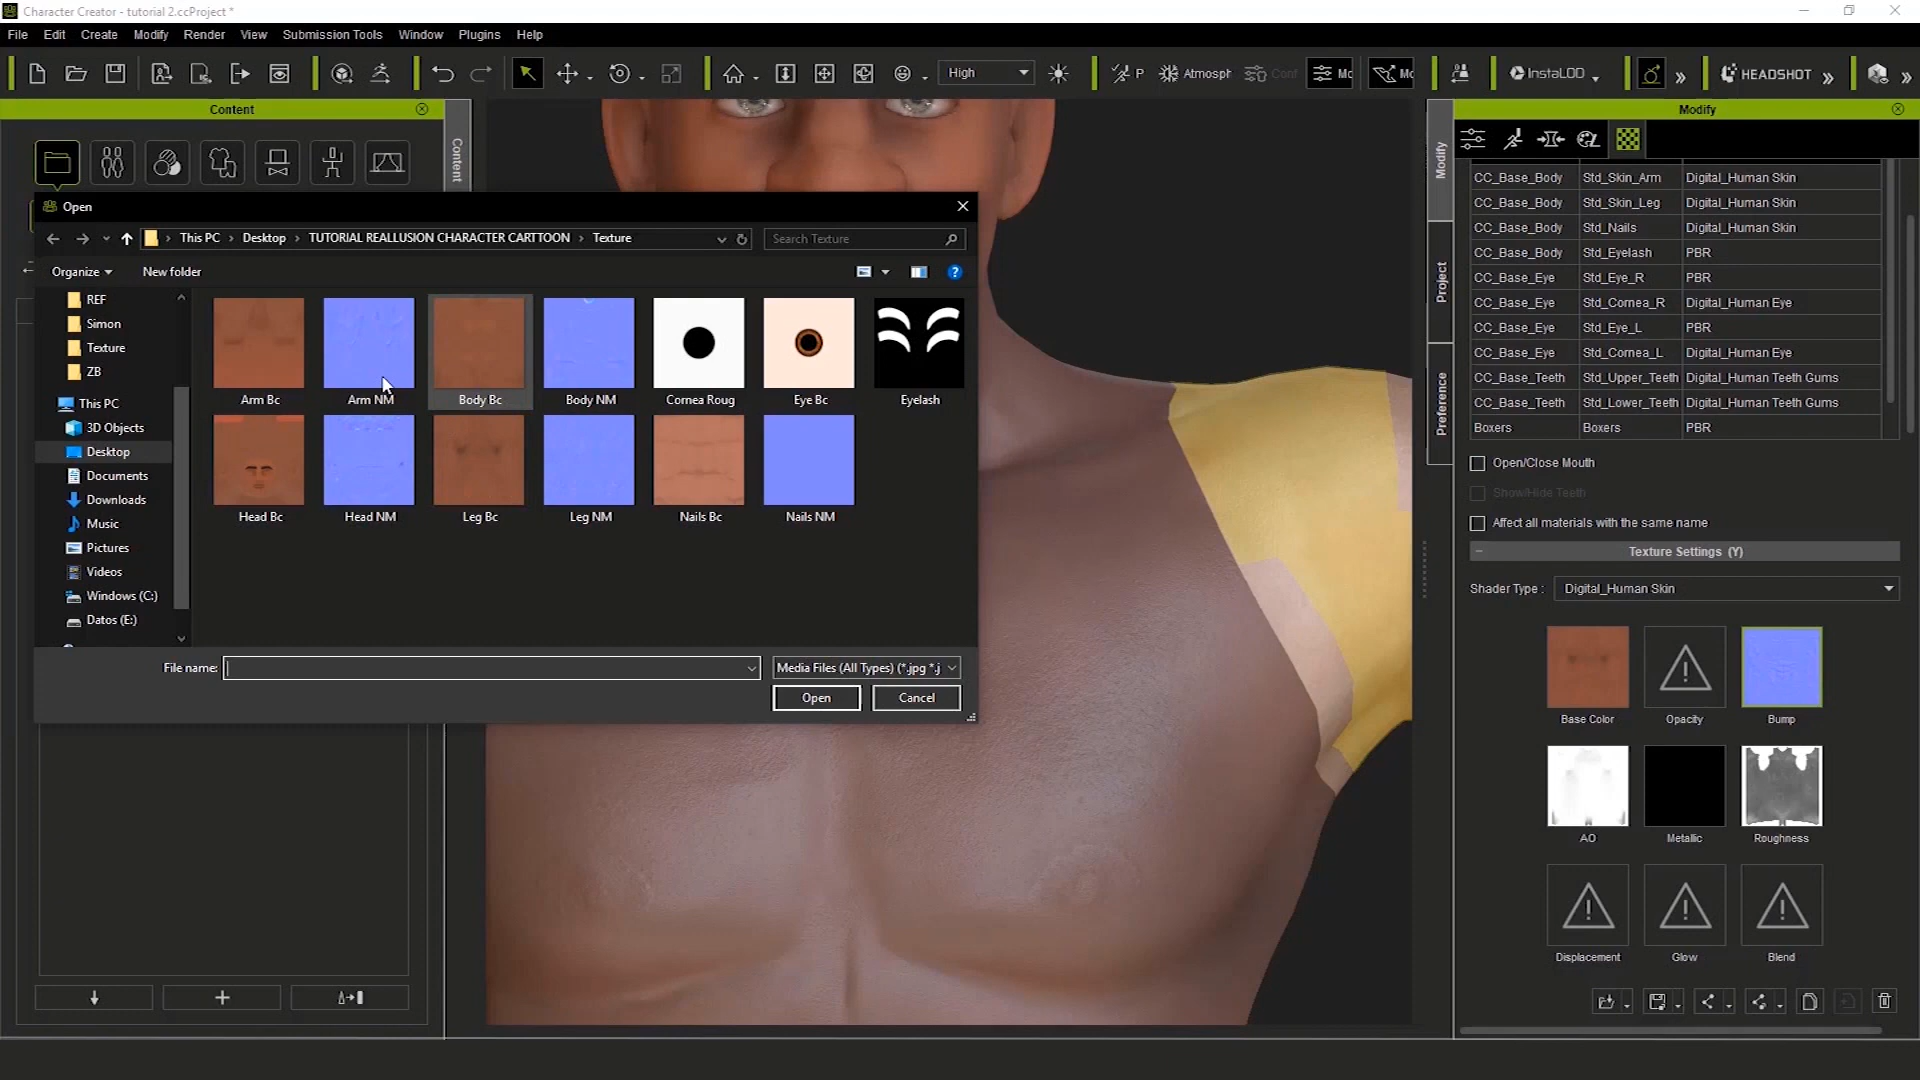 Character Creator - tutorial 2.ccProject *
File Edit Create Modify Render View Submission Tools Window Plugins Help
High P Atmosph Mc Mc InstaLOD HEADSHOT
Content
Modify
Content
Open
This PC > Desktop > TUTORIAL REALLUSION CHARACTER CARTTOON > Texture
Search Texture
Organize New folder
REF
Simon
Texture
ZB
This PC
3D Objects
Desktop
Documents
Downloads
Music
Pictures
Videos
Windows (C:)
Datos (E:)
Arm Bc Arm NM Body Bc Body NM Cornea Roug Eye Bc Eyelash
Head Bc Head NM Leg Bc Leg NM Nails Bc Nails NM
File name: Media Files (All Types) (*.jpg *.j
Open Cancel
Modify
Project
Preference
CC_Base_Body Std_Skin_Arm Digital_Human Skin
CC_Base_Body Std_Skin_Leg Digital_Human Skin
CC_Base_Body Std_Nails Digital_Human Skin
CC_Base_Body Std_Eyelash PBR
CC_Base_Eye Std_Eye_R PBR
CC_Base_Eye Std_Cornea_R Digital_Human Eye
CC_Base_Eye Std_Eye_L PBR
CC_Base_Eye Std_Cornea_L Digital_Human Eye
CC_Base_Teeth Std_Upper_Teeth Digital_Human Teeth Gums
CC_Base_Teeth Std_Lower_Teeth Digital_Human Teeth Gums
Boxers Boxers PBR
Open/Close Mouth
Show/Hide Teeth
Affect all materials with the same name
Texture Settings (Y)
Shader Type : Digital_Human Skin
Base Color Opacity Bump
AO Metallic Roughness
Displacement Glow Blend